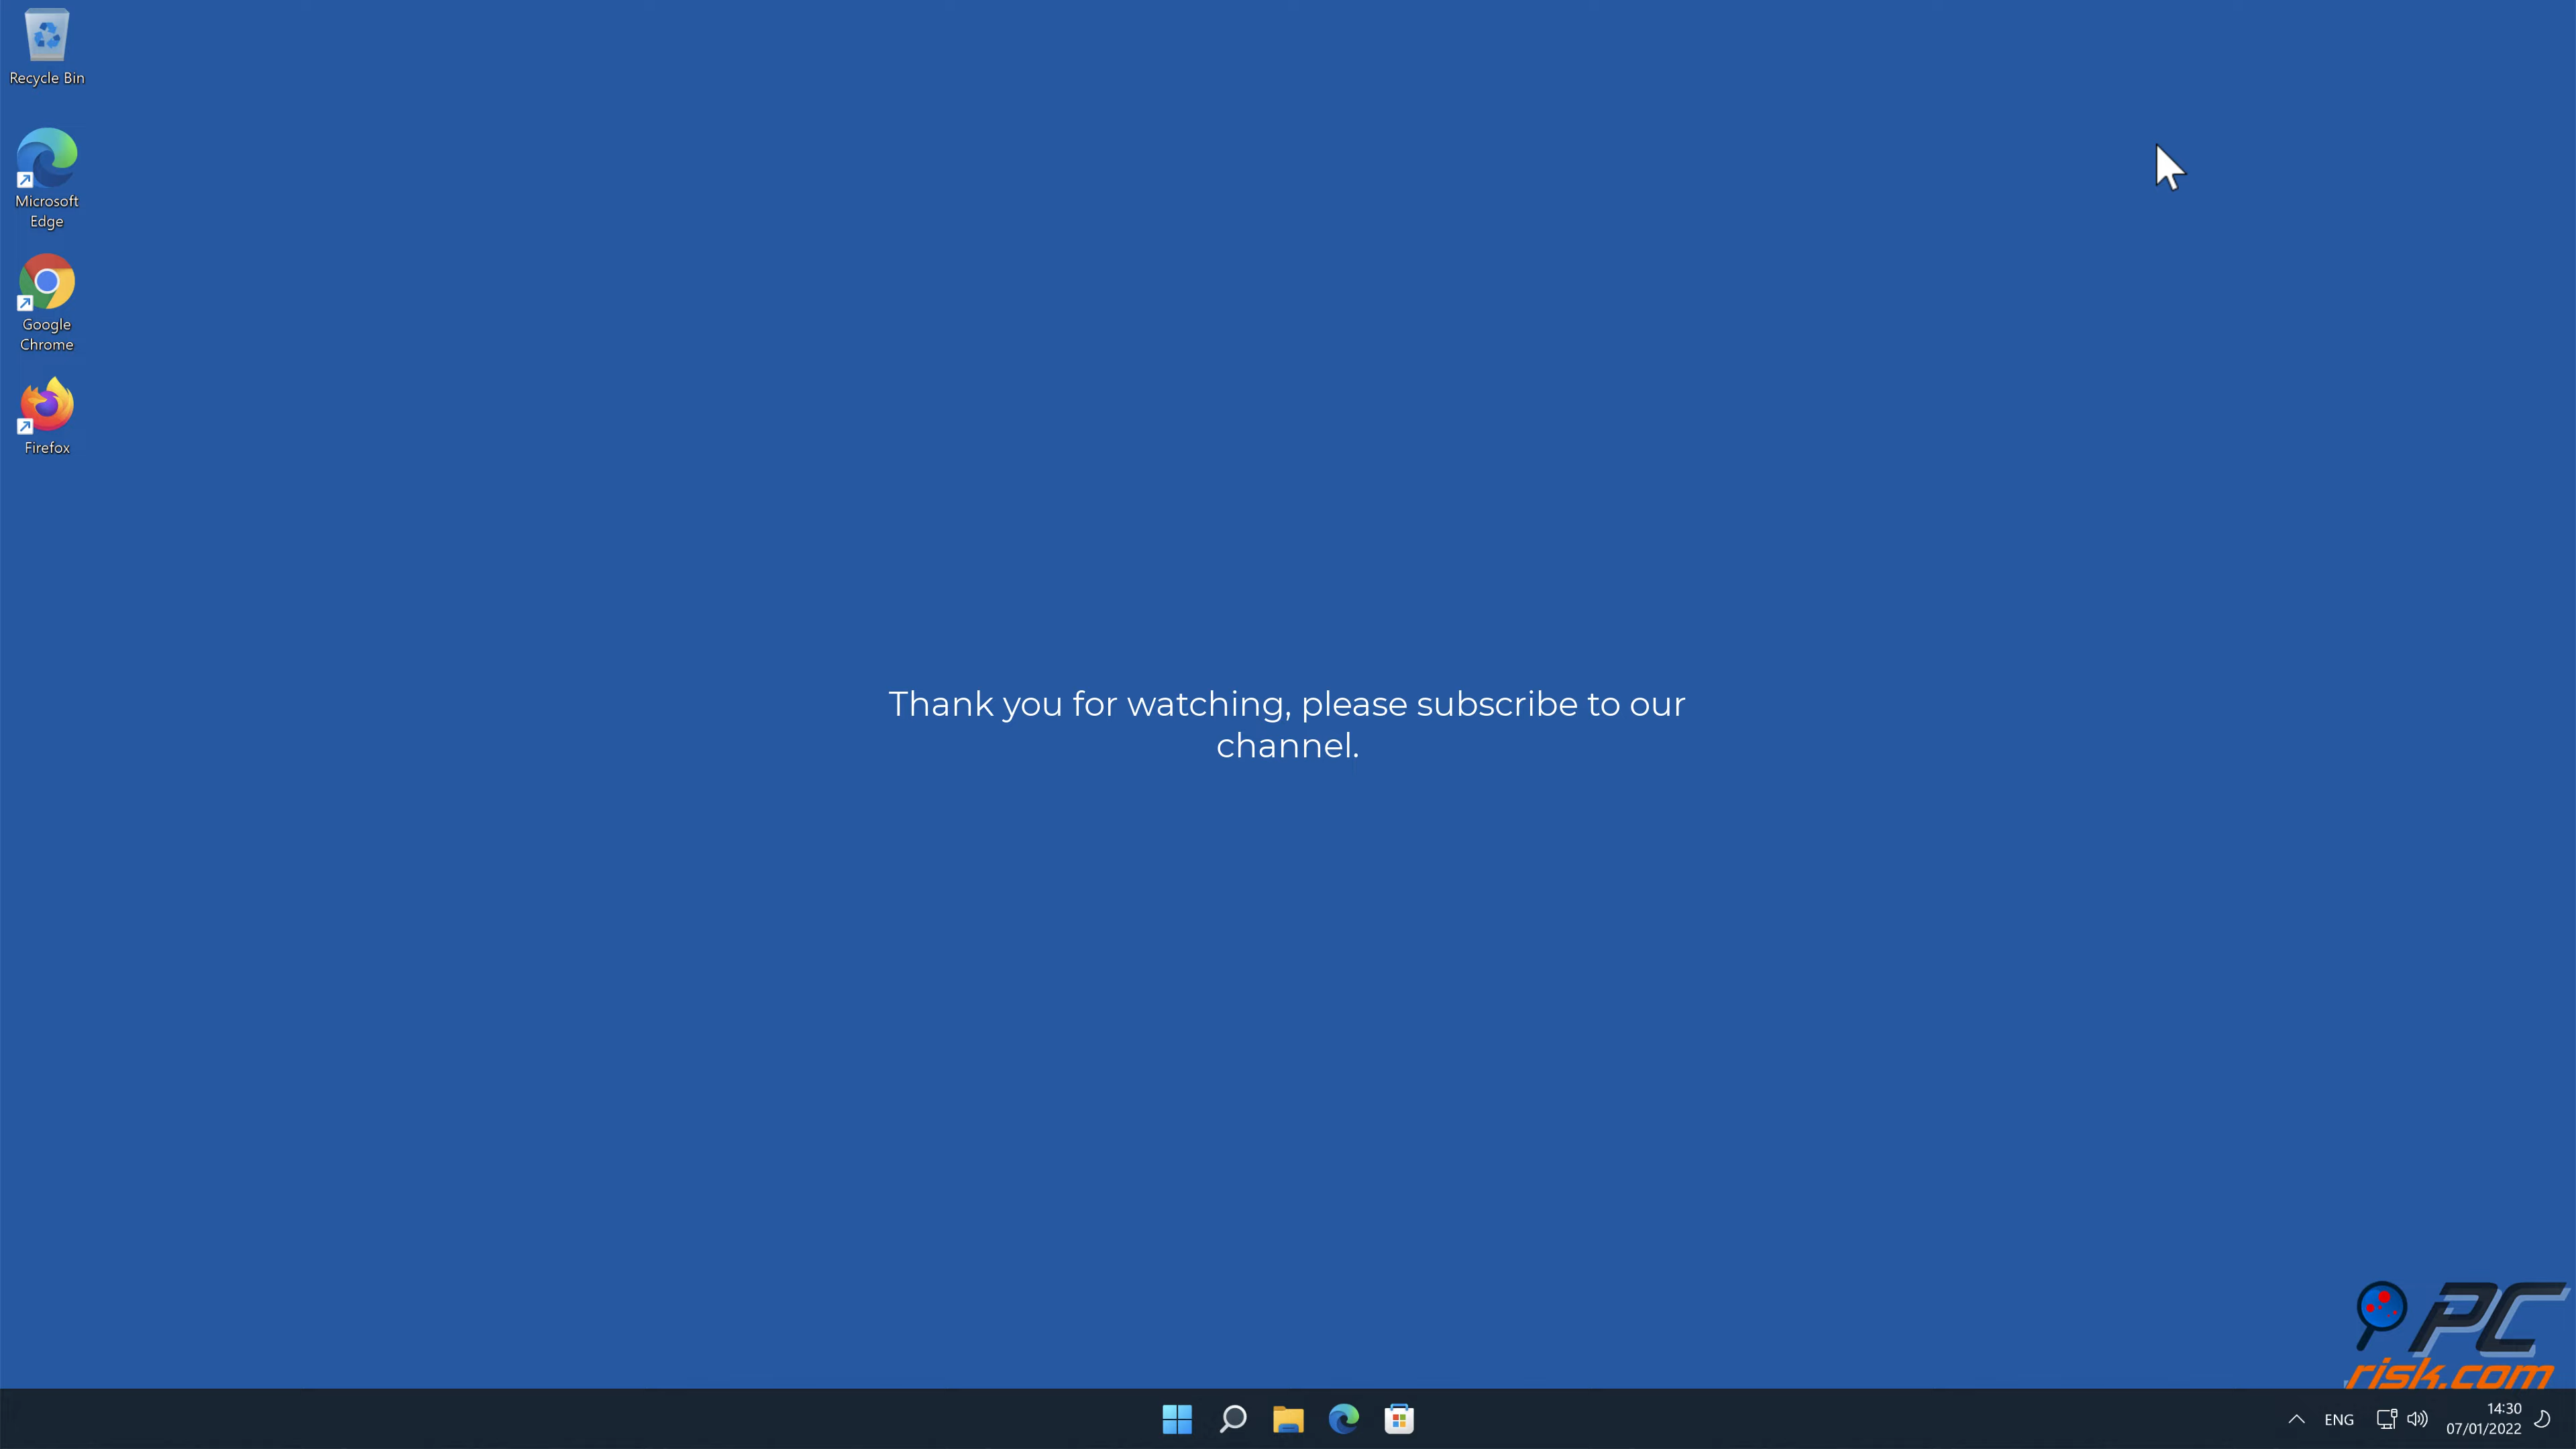 Recycle Bin
Microsoft
Edge
Google
Chrome
Firefox
Thank you for watching, please subscribe to our
channel.
PC
risk.com
ENG
14:30
07/01/2022